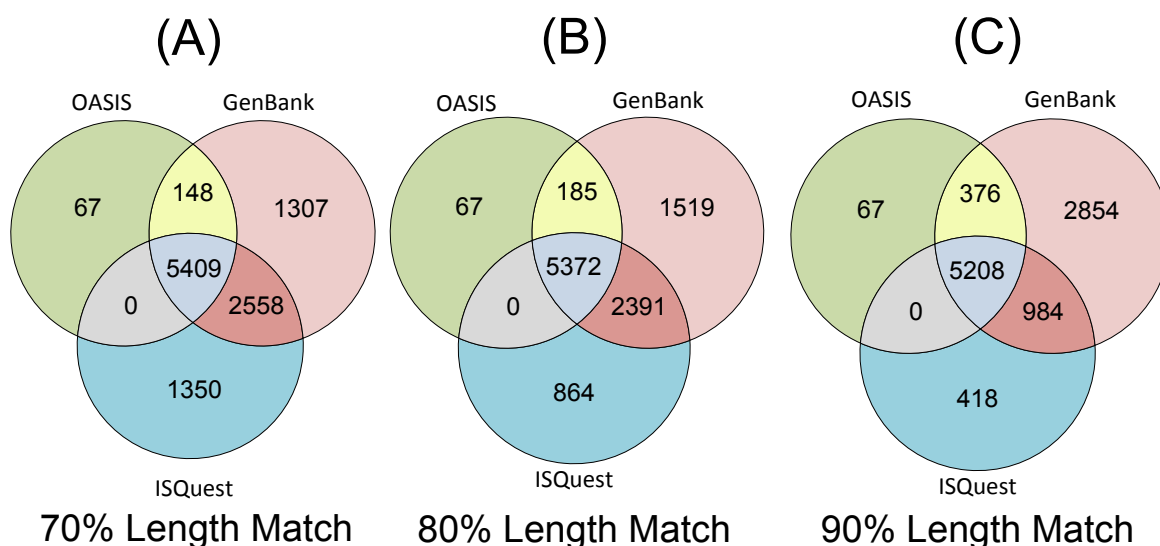 (A)
OASIS
GenBank
67
148
1307
5409
0
2558
1350
ISQuest
70% Length Match
(B)
OASIS
GenBank
67
185
1519
5372
0
2391
864
ISQuest
80% Length Match
(C)
OASIS
GenBank
67
376
2854
5208
0
984
418
ISQuest
90% Length Match